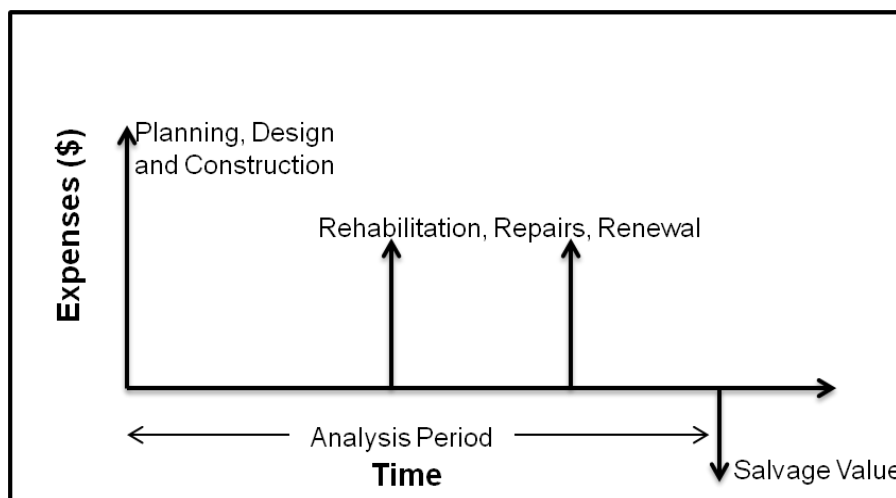 Expenses ($)
Planning, Design
and Construction
Rehabilitation, Repairs, Renewal
Analysis Period
Time
Salvage Value